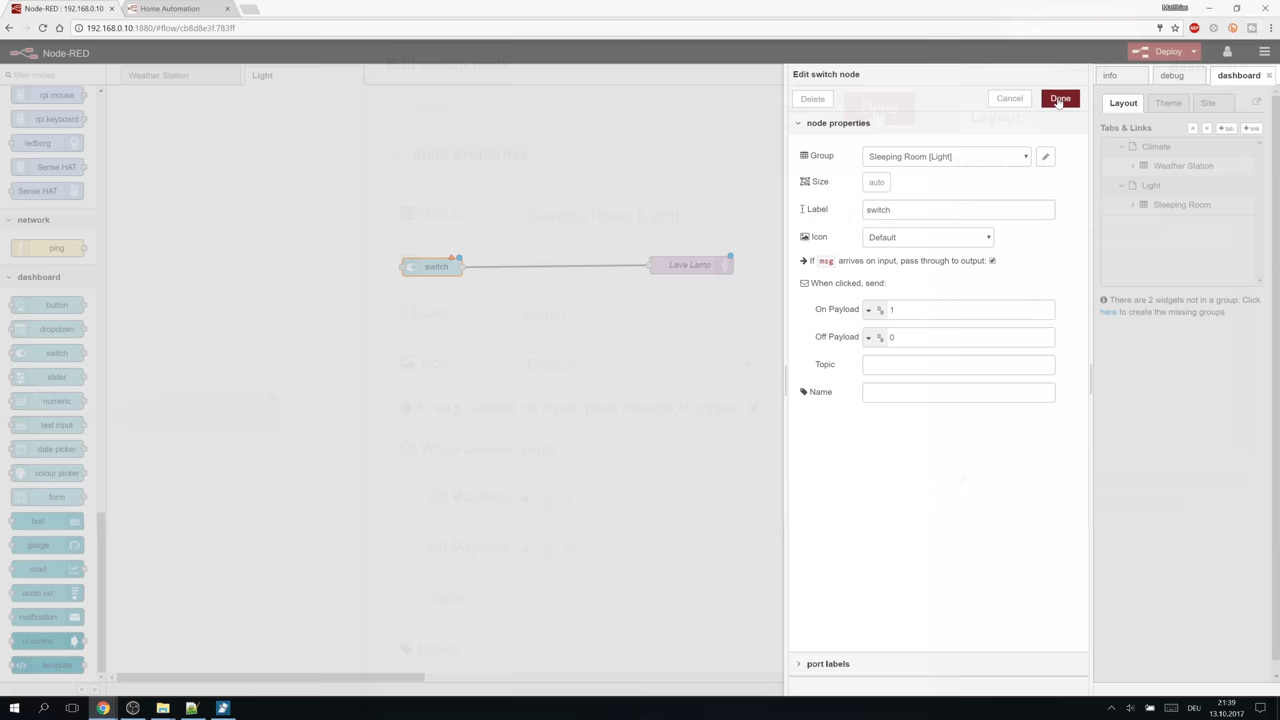 Node-RED : 192.168.0.10
Home Automation
Matthias
192.168.0.10:1880/#flow/cb8d8e3f.783ff
Node-RED
Deploy
filter nodes
Weather Station
Light
Edit switch node
info
debug
dashboard
rpi mouse
rpi keyboard
ledborg
Sense HAT
Sense HAT
network
ping
dashboard
button
dropdown
switch
slider
numeric
text input
date picker
colour picker
form
text
gauge
chart
audio out
notification
ui control
template
switch
Lava Lamp
Delete
Cancel
Done
node properties
Group
Sleeping Room [Light]
Size
auto
Label
switch
Icon
Default
If msg arrives on input, pass through to output:
When clicked, send:
On Payload
1
Off Payload
0
Topic
Name
port labels
Layout
Theme
Site
Tabs & Links
+ tab
+ link
Climate
Weather Station
Light
Sleeping Room
There are 2 widgets not in a group. Click
here to create the missing groups
DEU
21:39
13.10.2017